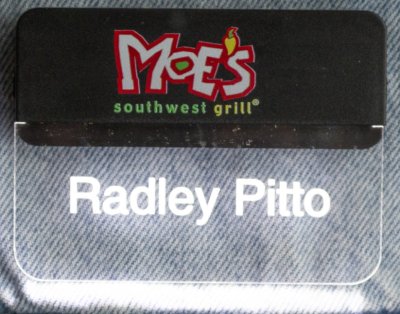 MOE'S
southwest grill®
Radley Pitto